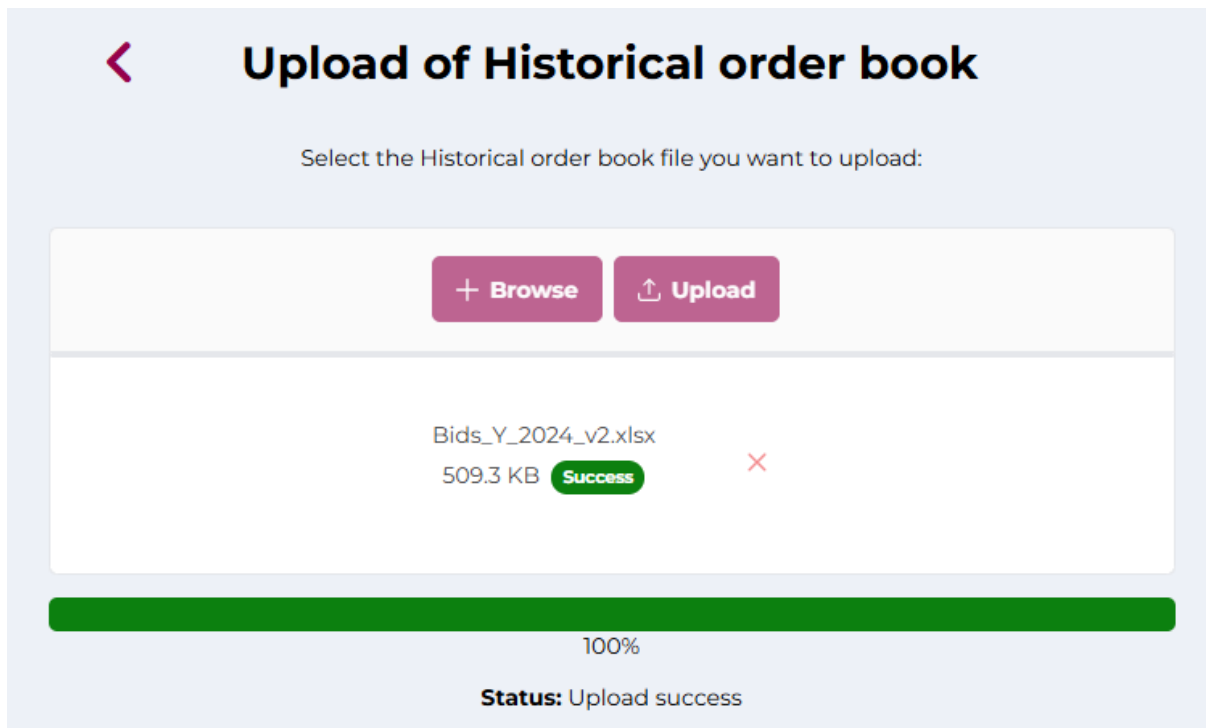 Upload of Historical order book
Select the Historical order book file you want to upload:
Browse
Upload
Bids_Y_2024_v2.xlsx
509.3 KB Success
100%
Status: Upload success